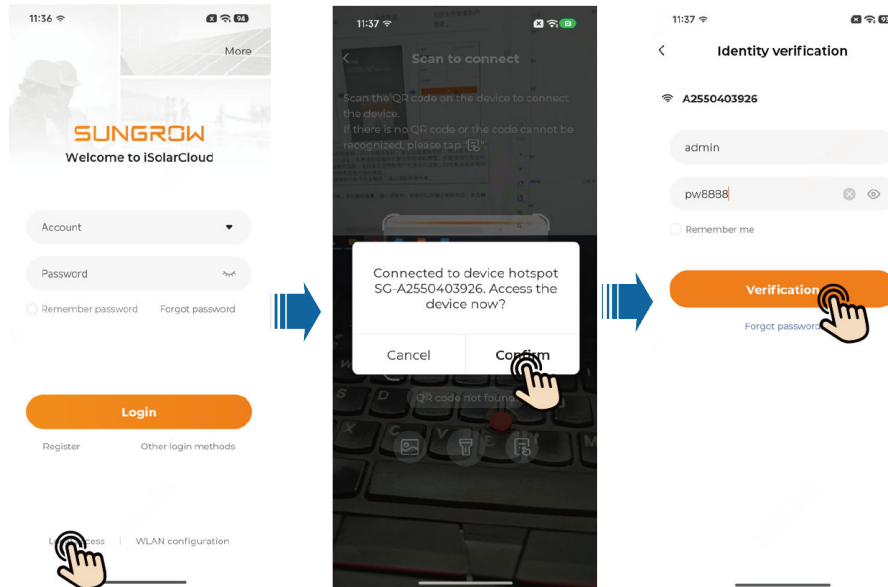 11:36
94
More
SUNGROW
Welcome to iSolarCloud
Account
Password
Remember password
Forgot password
Login
Register
Other login methods
WLAN configuration
11:37
Scan to connect
Scan the QR code on the device to connect
the device.
If there is no QR code or the code cannot be
recognized, please tap " ".
Connected to device hotspot
SG-A2550403926. Access the
device now?
Cancel
Confirm
QR code not found
11:37
93
Identity verification
A2550403926
admin
pw8888
Remember me
Verification
Forgot password